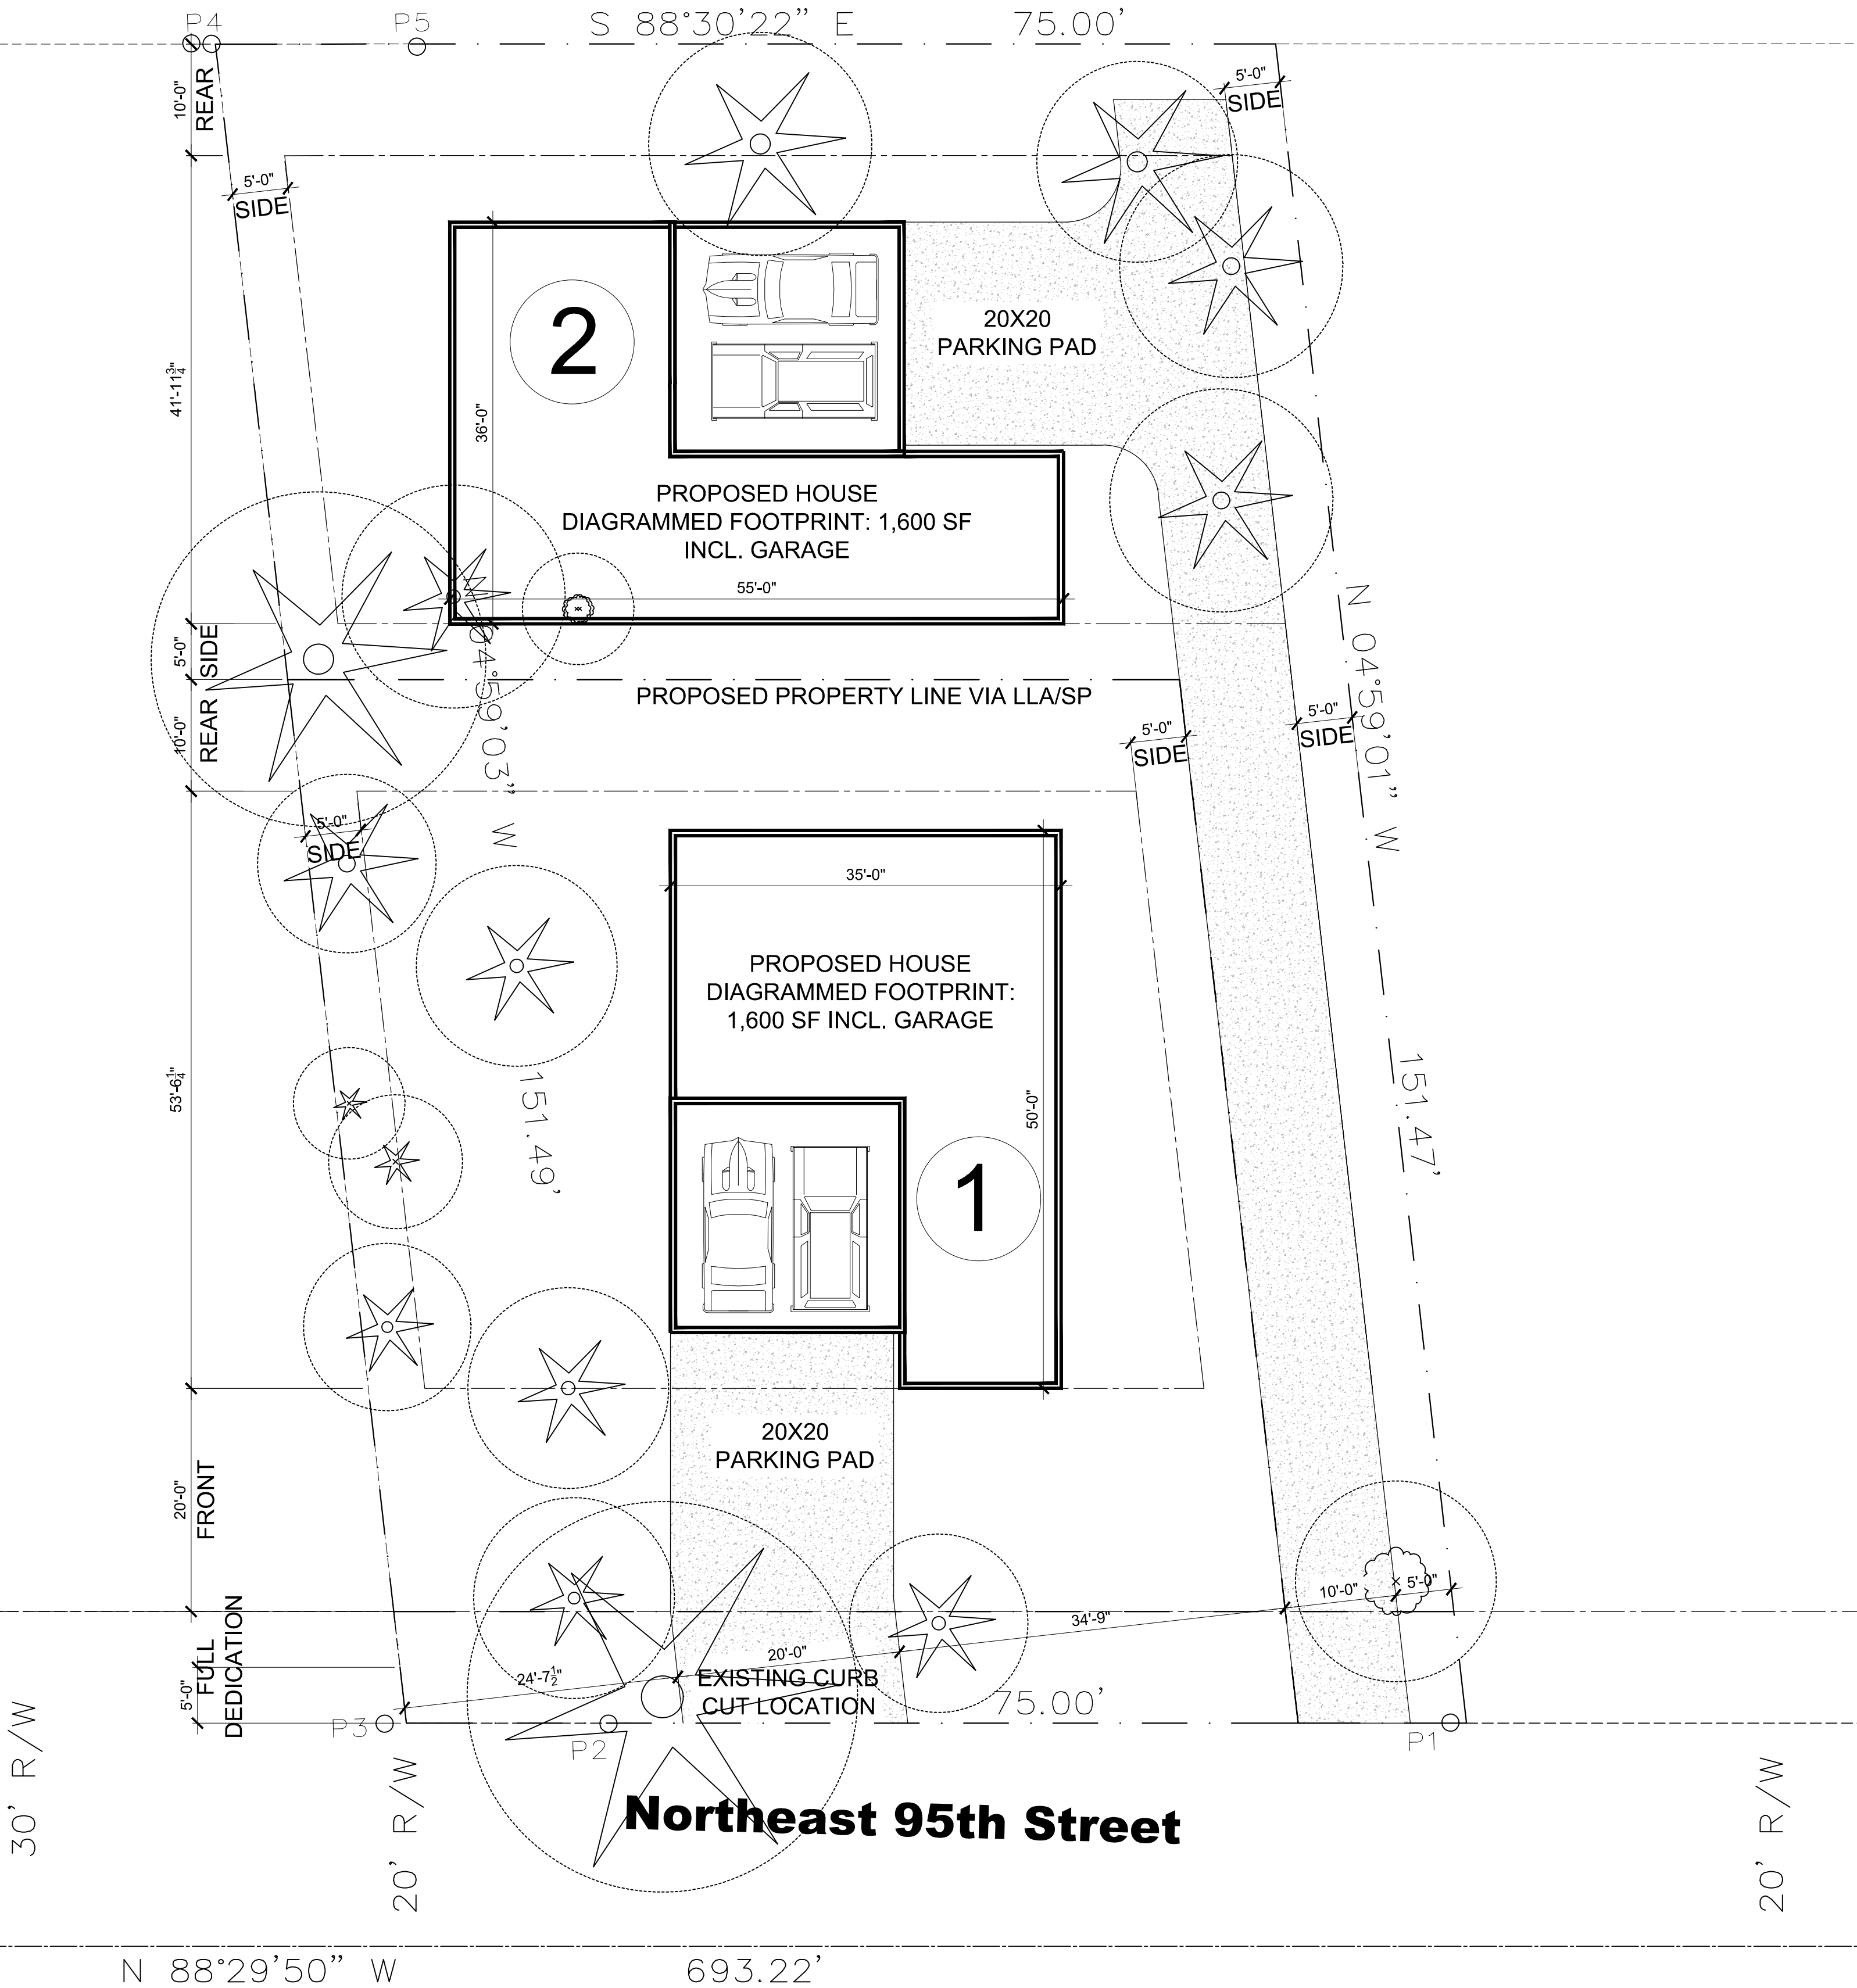 P4
P5
S 88°30'22" E
75.00'
10'-0"
REAR
5'-0"
SIDE
5'-0"
SIDE
2
20X20
PARKING PAD
41'-11 3/4"
36'-0"
PROPOSED HOUSE
DIAGRAMMED FOOTPRINT: 1,600 SF
INCL. GARAGE
55'-0"
5'-0"
SIDE
04°59'03" W
151.49'
N 04°59'01" W
151.47'
PROPOSED PROPERTY LINE VIA LLA/SP
10'-0"
REAR
5'-0"
SIDE
5'-0"
SIDE
5'-0"
SIDE
35'-0"
PROPOSED HOUSE
DIAGRAMMED FOOTPRINT:
1,600 SF INCL. GARAGE
53'-6 1/4"
50'-0"
1
20X20
PARKING PAD
20'-0"
FRONT
10'-0"
5'-0"
34'-9"
20'-0"
24'-7 1/2"
5'-0"
FULL
DEDICATION
EXISTING CURB
CUT LOCATION
75.00'
P3
P2
P1
30' R/W
20' R/W
20' R/W
Northeast 95th Street
N 88°29'50" W
693.22'